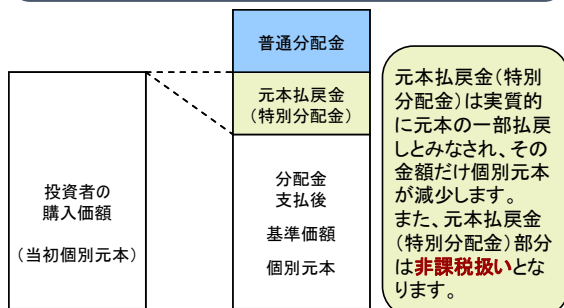 普通分配金
元本払戻金
(特別分配金)
投資者の
購入価額
(当初個別元本)
分配金
支払後
基準価額
個別元本
元本払戻金(特別
分配金)は実質的
に元本の一部払戻
しとみなされ、その
金額だけ個別元本
が減少します。
また、元本払戻金
(特別分配金)部分
は非課税扱いとな
ります。